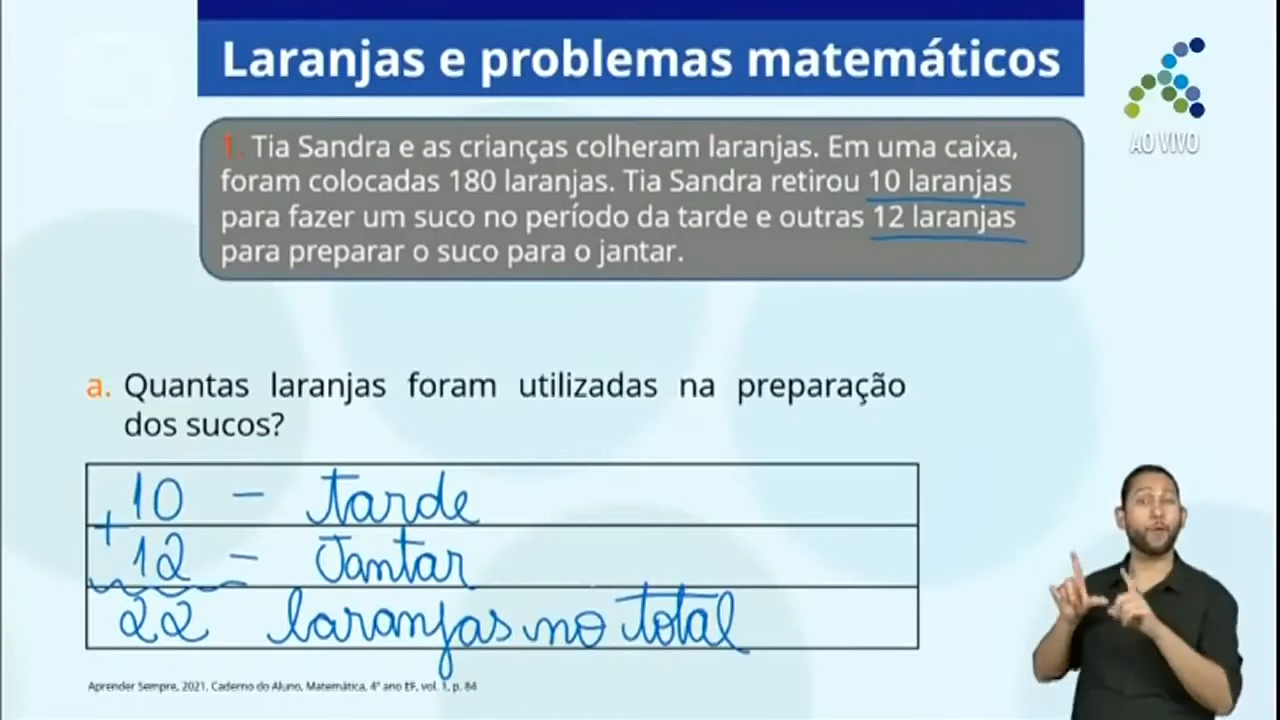 Laranjas e problemas matemáticos
AO VIVO
1. Tia Sandra e as crianças colheram laranjas. Em uma caixa,
foram colocadas 180 laranjas. Tia Sandra retirou 10 laranjas
para fazer um suco no período da tarde e outras 12 laranjas
para preparar o suco para o jantar.
a. Quantas laranjas foram utilizadas na preparação
dos sucos?
10 - tarde
+
12 - Jantar
22 laranjas no total
Aprender Sempre, 2021. Caderno do Aluno, Matemática, 4° ano EF, vol. 1, p. 84